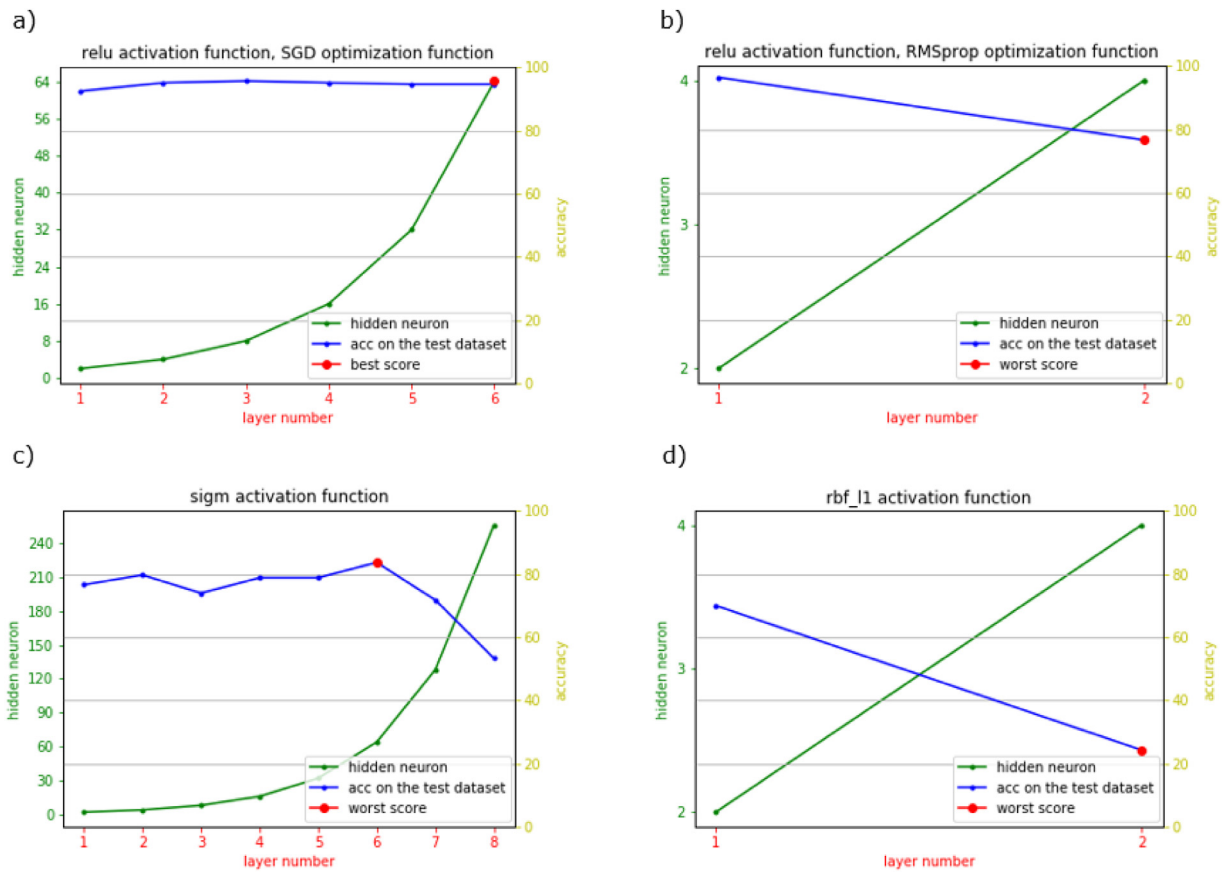 a)
relu activation function, SGD optimization function
64
56
48
40
32
24
16
8
0
hidden neuron
100
80
60
40
20
0
accuracy
hidden neuron
acc on the test dataset
best score
1 2 3 4 5 6
layer number
b)
relu activation function, RMSprop optimization function
4
3
2
hidden neuron
100
80
60
40
20
0
accuracy
hidden neuron
acc on the test dataset
worst score
1 2
layer number
c)
sigm activation function
240
210
180
150
120
90
60
30
0
hidden neuron
100
80
60
40
20
0
accuracy
hidden neuron
acc on the test dataset
worst score
1 2 3 4 5 6 7 8
layer number
d)
rbf_l1 activation function
4
3
2
hidden neuron
100
80
60
40
20
0
accuracy
hidden neuron
acc on the test dataset
worst score
1 2
layer number